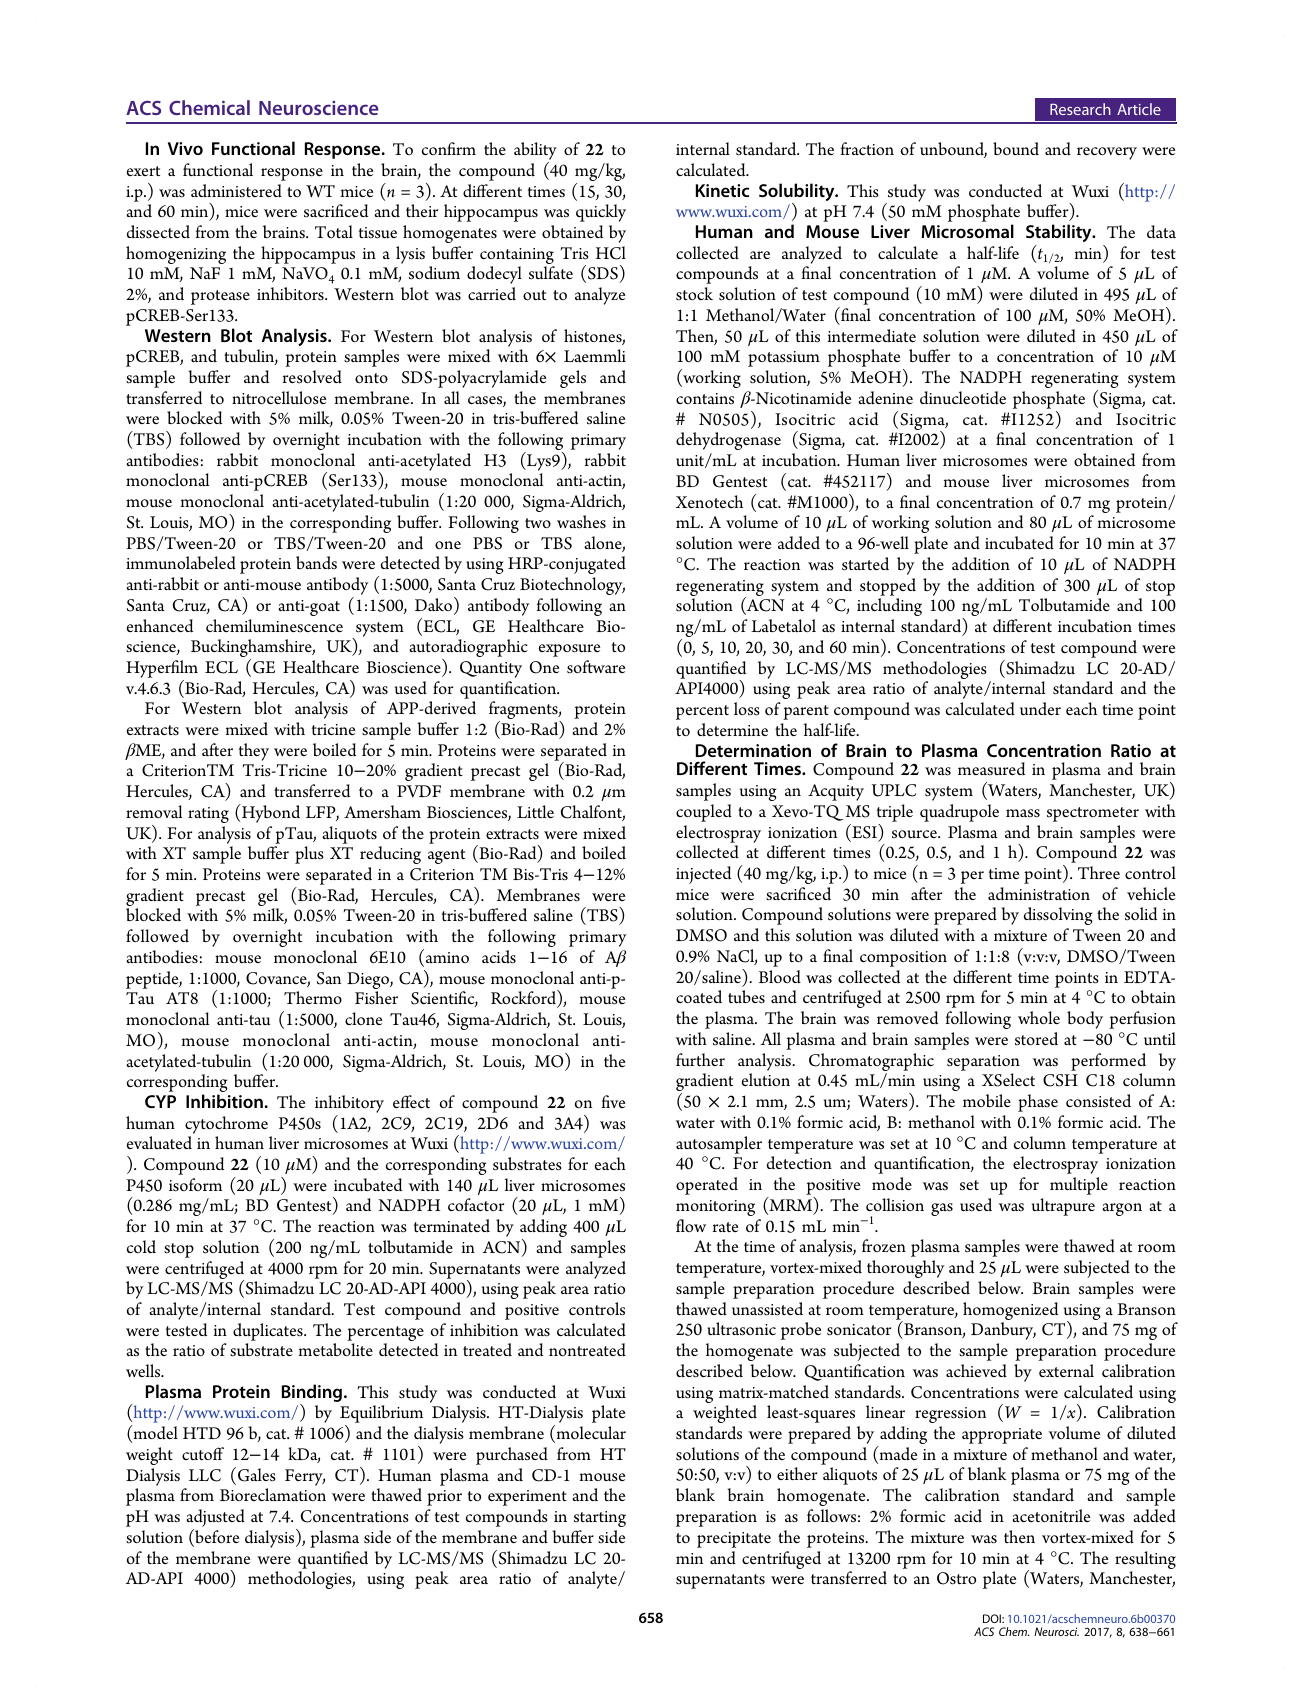 ACS Chemical Neuroscience
Research Article
In Vivo Functional Response. To confirm the ability of 22 to
exert a functional response in the brain, the compound (40 mg/kg,
i.p.) was administered to WT mice (n = 3). At different times (15, 30,
and 60 min), mice were sacrificed and their hippocampus was quickly
dissected from the brains. Total tissue homogenates were obtained by
homogenizing the hippocampus in a lysis buffer containing Tris HCl
10 mM, NaF 1 mM, NaVO4 0.1 mM, sodium dodecyl sulfate (SDS)
2%, and protease inhibitors. Western blot was carried out to analyze
pCREB-Ser133.
Western Blot Analysis. For Western blot analysis of histones,
pCREB, and tubulin, protein samples were mixed with 6× Laemmli
sample buffer and resolved onto SDS-polyacrylamide gels and
transferred to nitrocellulose membrane. In all cases, the membranes
were blocked with 5% milk, 0.05% Tween-20 in tris-buffered saline
(TBS) followed by overnight incubation with the following primary
antibodies: rabbit monoclonal anti-acetylated H3 (Lys9), rabbit
monoclonal anti-pCREB (Ser133), mouse monoclonal anti-actin,
mouse monoclonal anti-acetylated-tubulin (1:20 000, Sigma-Aldrich,
St. Louis, MO) in the corresponding buffer. Following two washes in
PBS/Tween-20 or TBS/Tween-20 and one PBS or TBS alone,
immunolabeled protein bands were detected by using HRP-conjugated
anti-rabbit or anti-mouse antibody (1:5000, Santa Cruz Biotechnology,
Santa Cruz, CA) or anti-goat (1:1500, Dako) antibody following an
enhanced chemiluminescence system (ECL, GE Healthcare Bio-
science, Buckinghamshire, UK), and autoradiographic exposure to
Hyperfilm ECL (GE Healthcare Bioscience). Quantity One software
v.4.6.3 (Bio-Rad, Hercules, CA) was used for quantification.
For Western blot analysis of APP-derived fragments, protein
extracts were mixed with tricine sample buffer 1:2 (Bio-Rad) and 2%
βME, and after they were boiled for 5 min. Proteins were separated in
a CriterionTM Tris-Tricine 10−20% gradient precast gel (Bio-Rad,
Hercules, CA) and transferred to a PVDF membrane with 0.2 μm
removal rating (Hybond LFP, Amersham Biosciences, Little Chalfont,
UK). For analysis of pTau, aliquots of the protein extracts were mixed
with XT sample buffer plus XT reducing agent (Bio-Rad) and boiled
for 5 min. Proteins were separated in a Criterion TM Bis-Tris 4−12%
gradient precast gel (Bio-Rad, Hercules, CA). Membranes were
blocked with 5% milk, 0.05% Tween-20 in tris-buffered saline (TBS)
followed by overnight incubation with the following primary
antibodies: mouse monoclonal 6E10 (amino acids 1−16 of Aβ
peptide, 1:1000, Covance, San Diego, CA), mouse monoclonal anti-p-
Tau AT8 (1:1000; Thermo Fisher Scientific, Rockford), mouse
monoclonal anti-tau (1:5000, clone Tau46, Sigma-Aldrich, St. Louis,
MO), mouse monoclonal anti-actin, mouse monoclonal anti-
acetylated-tubulin (1:20 000, Sigma-Aldrich, St. Louis, MO) in the
corresponding buffer.
CYP Inhibition. The inhibitory effect of compound 22 on five
human cytochrome P450s (1A2, 2C9, 2C19, 2D6 and 3A4) was
evaluated in human liver microsomes at Wuxi (http://www.wuxi.com/
). Compound 22 (10 μM) and the corresponding substrates for each
P450 isoform (20 μL) were incubated with 140 μL liver microsomes
(0.286 mg/mL; BD Gentest) and NADPH cofactor (20 μL, 1 mM)
for 10 min at 37 °C. The reaction was terminated by adding 400 μL
cold stop solution (200 ng/mL tolbutamide in ACN) and samples
were centrifuged at 4000 rpm for 20 min. Supernatants were analyzed
by LC-MS/MS (Shimadzu LC 20-AD-API 4000), using peak area ratio
of analyte/internal standard. Test compound and positive controls
were tested in duplicates. The percentage of inhibition was calculated
as the ratio of substrate metabolite detected in treated and nontreated
wells.
Plasma Protein Binding. This study was conducted at Wuxi
(http://www.wuxi.com/) by Equilibrium Dialysis. HT-Dialysis plate
(model HTD 96 b, cat. # 1006) and the dialysis membrane (molecular
weight cutoff 12−14 kDa, cat. # 1101) were purchased from HT
Dialysis LLC (Gales Ferry, CT). Human plasma and CD-1 mouse
plasma from Bioreclamation were thawed prior to experiment and the
pH was adjusted at 7.4. Concentrations of test compounds in starting
solution (before dialysis), plasma side of the membrane and buffer side
of the membrane were quantified by LC-MS/MS (Shimadzu LC 20-
AD-API 4000) methodologies, using peak area ratio of analyte/
internal standard. The fraction of unbound, bound and recovery were
calculated.
Kinetic Solubility. This study was conducted at Wuxi (http://
www.wuxi.com/) at pH 7.4 (50 mM phosphate buffer).
Human and Mouse Liver Microsomal Stability. The data
collected are analyzed to calculate a half-life (t1/2, min) for test
compounds at a final concentration of 1 μM. A volume of 5 μL of
stock solution of test compound (10 mM) were diluted in 495 μL of
1:1 Methanol/Water (final concentration of 100 μM, 50% MeOH).
Then, 50 μL of this intermediate solution were diluted in 450 μL of
100 mM potassium phosphate buffer to a concentration of 10 μM
(working solution, 5% MeOH). The NADPH regenerating system
contains β-Nicotinamide adenine dinucleotide phosphate (Sigma, cat.
# N0505), Isocitric acid (Sigma, cat. #I1252) and Isocitric
dehydrogenase (Sigma, cat. #I2002) at a final concentration of 1
unit/mL at incubation. Human liver microsomes were obtained from
BD Gentest (cat. #452117) and mouse liver microsomes from
Xenotech (cat. #M1000), to a final concentration of 0.7 mg protein/
mL. A volume of 10 μL of working solution and 80 μL of microsome
solution were added to a 96-well plate and incubated for 10 min at 37
°C. The reaction was started by the addition of 10 μL of NADPH
regenerating system and stopped by the addition of 300 μL of stop
solution (ACN at 4 °C, including 100 ng/mL Tolbutamide and 100
ng/mL of Labetalol as internal standard) at different incubation times
(0, 5, 10, 20, 30, and 60 min). Concentrations of test compound were
quantified by LC-MS/MS methodologies (Shimadzu LC 20-AD/
API4000) using peak area ratio of analyte/internal standard and the
percent loss of parent compound was calculated under each time point
to determine the half-life.
Determination of Brain to Plasma Concentration Ratio at
Different Times. Compound 22 was measured in plasma and brain
samples using an Acquity UPLC system (Waters, Manchester, UK)
coupled to a Xevo-TQ MS triple quadrupole mass spectrometer with
electrospray ionization (ESI) source. Plasma and brain samples were
collected at different times (0.25, 0.5, and 1 h). Compound 22 was
injected (40 mg/kg, i.p.) to mice (n = 3 per time point). Three control
mice were sacrificed 30 min after the administration of vehicle
solution. Compound solutions were prepared by dissolving the solid in
DMSO and this solution was diluted with a mixture of Tween 20 and
0.9% NaCl, up to a final composition of 1:1:8 (v:v:v, DMSO/Tween
20/saline). Blood was collected at the different time points in EDTA-
coated tubes and centrifuged at 2500 rpm for 5 min at 4 °C to obtain
the plasma. The brain was removed following whole body perfusion
with saline. All plasma and brain samples were stored at −80 °C until
further analysis. Chromatographic separation was performed by
gradient elution at 0.45 mL/min using a XSelect CSH C18 column
(50 × 2.1 mm, 2.5 um; Waters). The mobile phase consisted of A:
water with 0.1% formic acid, B: methanol with 0.1% formic acid. The
autosampler temperature was set at 10 °C and column temperature at
40 °C. For detection and quantification, the electrospray ionization
operated in the positive mode was set up for multiple reaction
monitoring (MRM). The collision gas used was ultrapure argon at a
flow rate of 0.15 mL min−1.
At the time of analysis, frozen plasma samples were thawed at room
temperature, vortex-mixed thoroughly and 25 μL were subjected to the
sample preparation procedure described below. Brain samples were
thawed unassisted at room temperature, homogenized using a Branson
250 ultrasonic probe sonicator (Branson, Danbury, CT), and 75 mg of
the homogenate was subjected to the sample preparation procedure
described below. Quantification was achieved by external calibration
using matrix-matched standards. Concentrations were calculated using
a weighted least-squares linear regression (W = 1/x). Calibration
standards were prepared by adding the appropriate volume of diluted
solutions of the compound (made in a mixture of methanol and water,
50:50, v:v) to either aliquots of 25 μL of blank plasma or 75 mg of the
blank brain homogenate. The calibration standard and sample
preparation is as follows: 2% formic acid in acetonitrile was added
to precipitate the proteins. The mixture was then vortex-mixed for 5
min and centrifuged at 13200 rpm for 10 min at 4 °C. The resulting
supernatants were transferred to an Ostro plate (Waters, Manchester,
658
DOI: 10.1021/acschemneuro.6b00370
ACS Chem. Neurosci. 2017, 8, 638−661